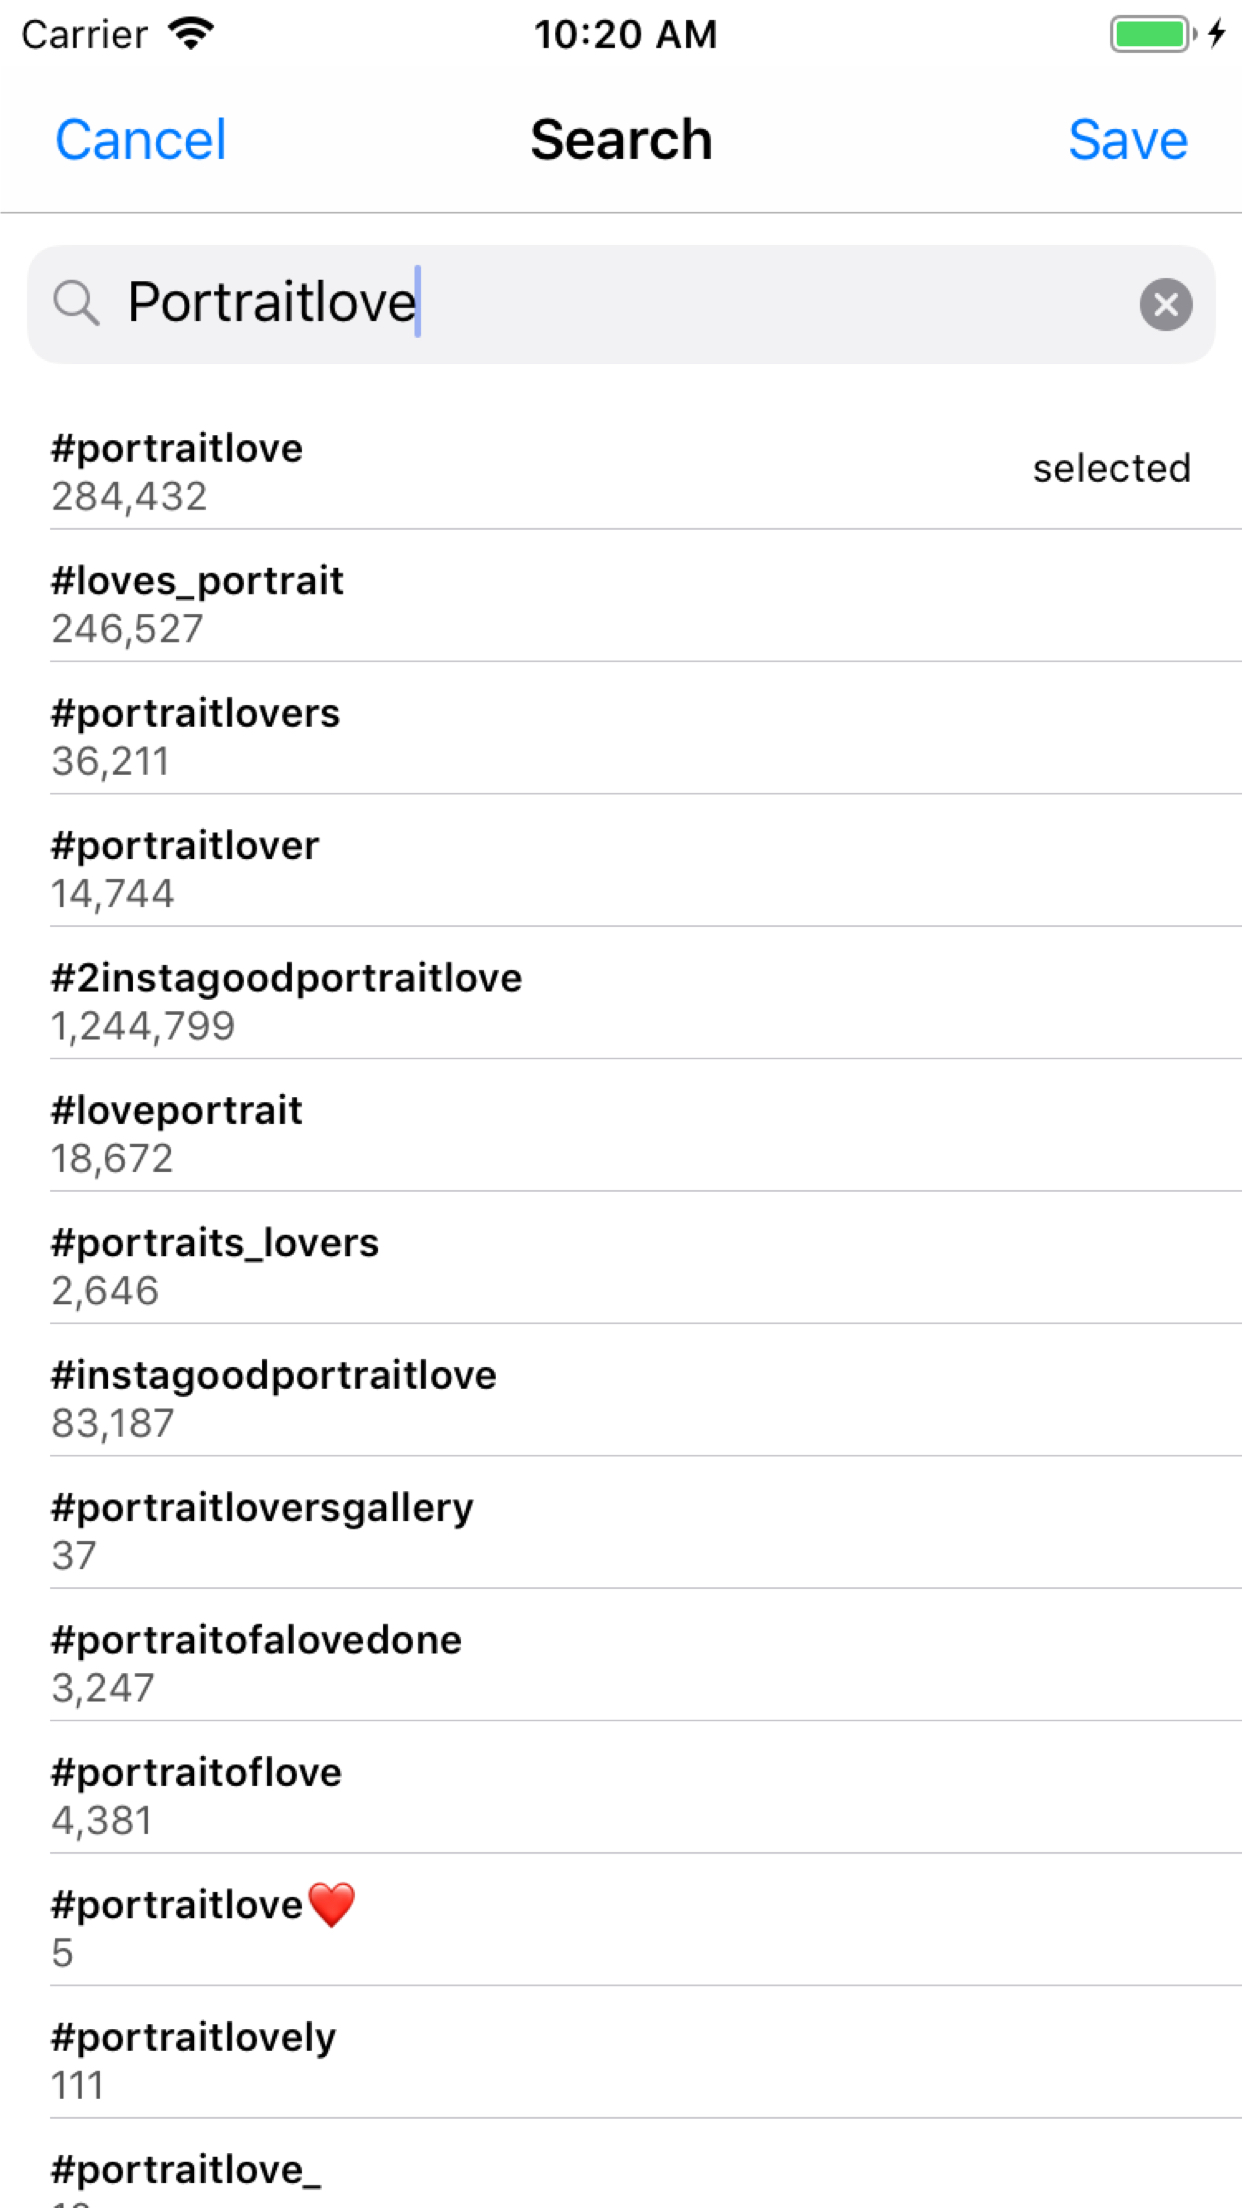 Carrier 10:20 AM
Cancel Search Save
Portraitlove
#portraitlove
284,432
selected
#loves_portrait
246,527
#portraitlovers
36,211
#portraitlover
14,744
#2instagoodportraitlove
1,244,799
#loveportrait
18,672
#portraits_lovers
2,646
#instagoodportraitlove
83,187
#portraitloversgallery
37
#portraitofalovedone
3,247
#portraitoflove
4,381
#portraitlove❤️
5
#portraitlovely
111
#portraitlove_